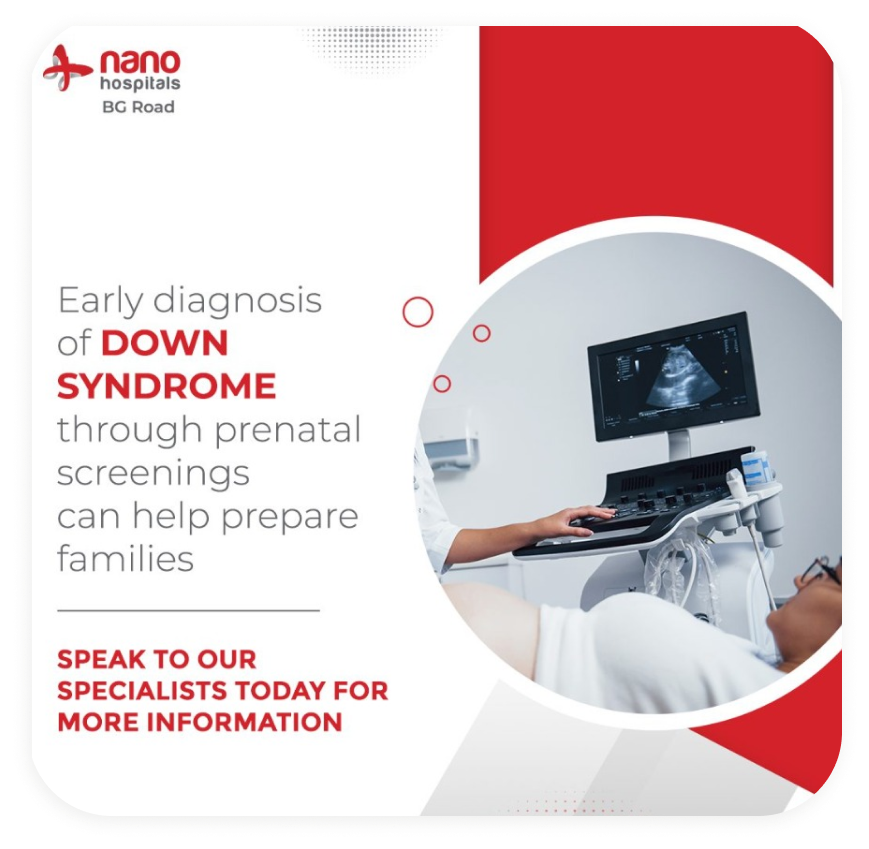 nano
hospitals
BG Road
Early diagnosis
of DOWN
SYNDROME
through prenatal
screenings
can help prepare
families
SPEAK TO OUR
SPECIALISTS TODAY FOR
MORE INFORMATION